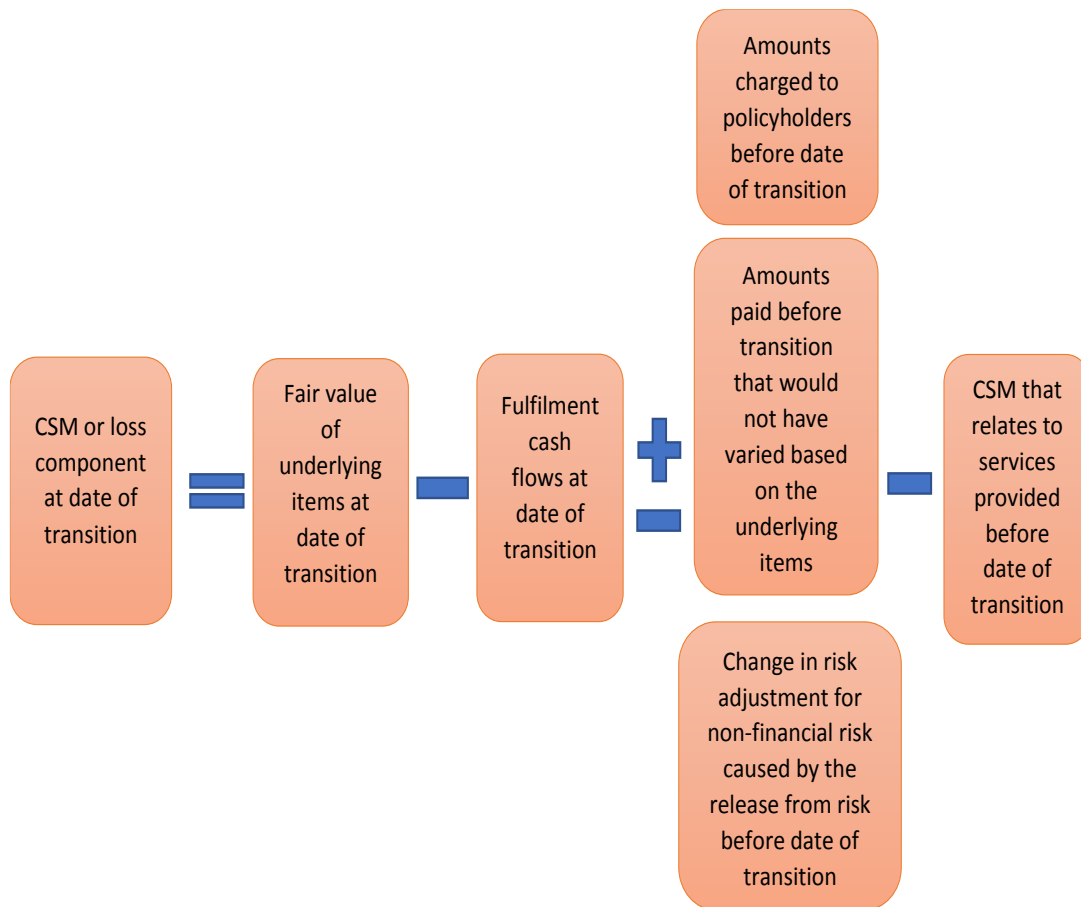 CSM or loss
component
at date of
transition
Fair value
of
underlying
items at
date of
transition
Fulfilment
cash
flows at
date of
transition
Amounts
charged to
policyholders
before date
of transition
Amounts
paid before
transition
that would
not have
varied based
on the
underlying
items
Change in risk
adjustment for
non-financial risk
caused by the
release from risk
before date of
transition
CSM that
relates to
services
provided
before
date of
transition